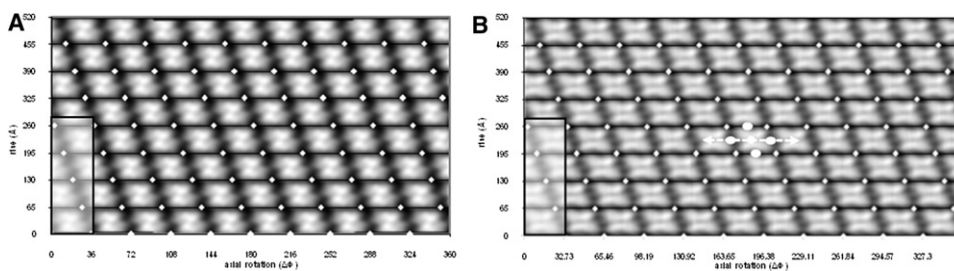 A
520
455
390
325
260
195
130
65
0
rise (Å)
0 36 72 108 144 180 216 252 288 324 360
axial rotation (ΔΦ)
B
520
455
390
325
260
195
130
65
0
rise (Å)
0 32.73 65.46 98.19 130.92 163.65 196.38 229.11 261.84 294.57 327.3
axial rotation (ΔΦ)